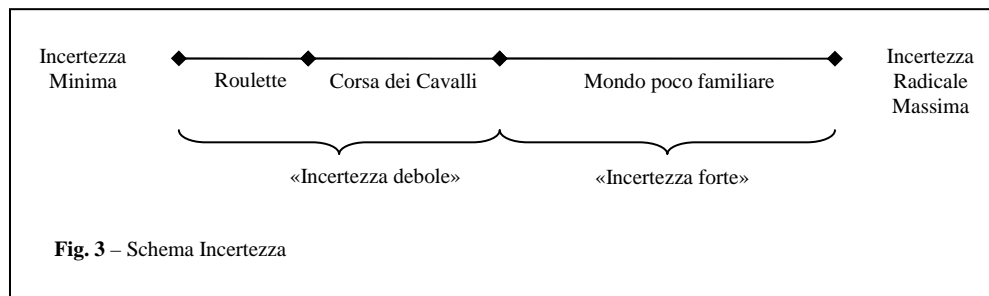 Incertezza
Minima
Roulette
Corsa dei Cavalli
Mondo poco familiare
Incertezza
Radicale
Massima
«Incertezza debole»
«Incertezza forte»
Fig. 3 – Schema Incertezza